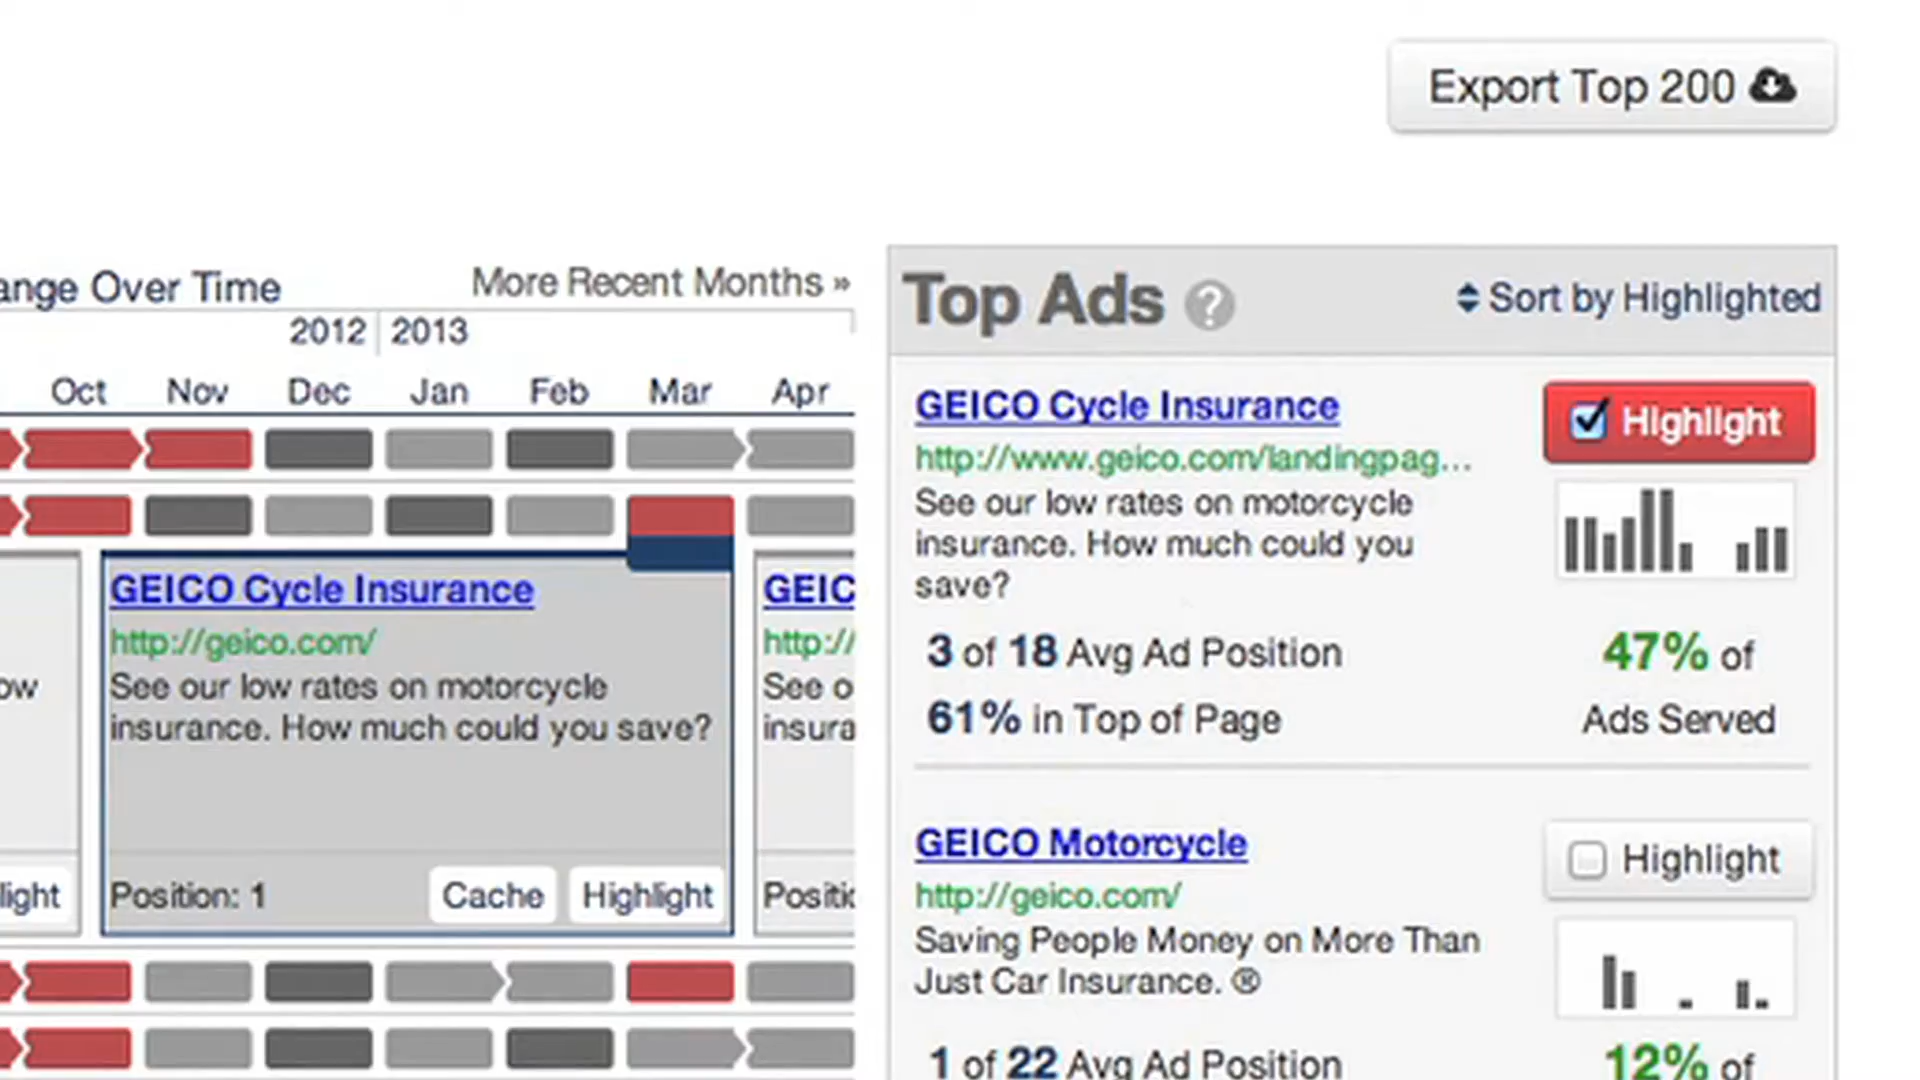 Export Top 200
ange Over Time
More Recent Months »
2012
2013
Oct
Nov
Dec
Jan
Feb
Mar
Apr
ow
light
GEICO Cycle Insurance
http://geico.com/
See our low rates on motorcycle
insurance. How much could you save?
Position: 1
Cache
Highlight
GEIC
http://
See o
insura
Positio
Top Ads ?
Sort by Highlighted
GEICO Cycle Insurance
Highlight
http://www.geico.com/landingpag...
See our low rates on motorcycle
insurance. How much could you
save?
3 of 18 Avg Ad Position
47% of
61% in Top of Page
Ads Served
GEICO Motorcycle
Highlight
http://geico.com/
Saving People Money on More Than
Just Car Insurance. ®
1 of 22 Avg Ad Position
12% of